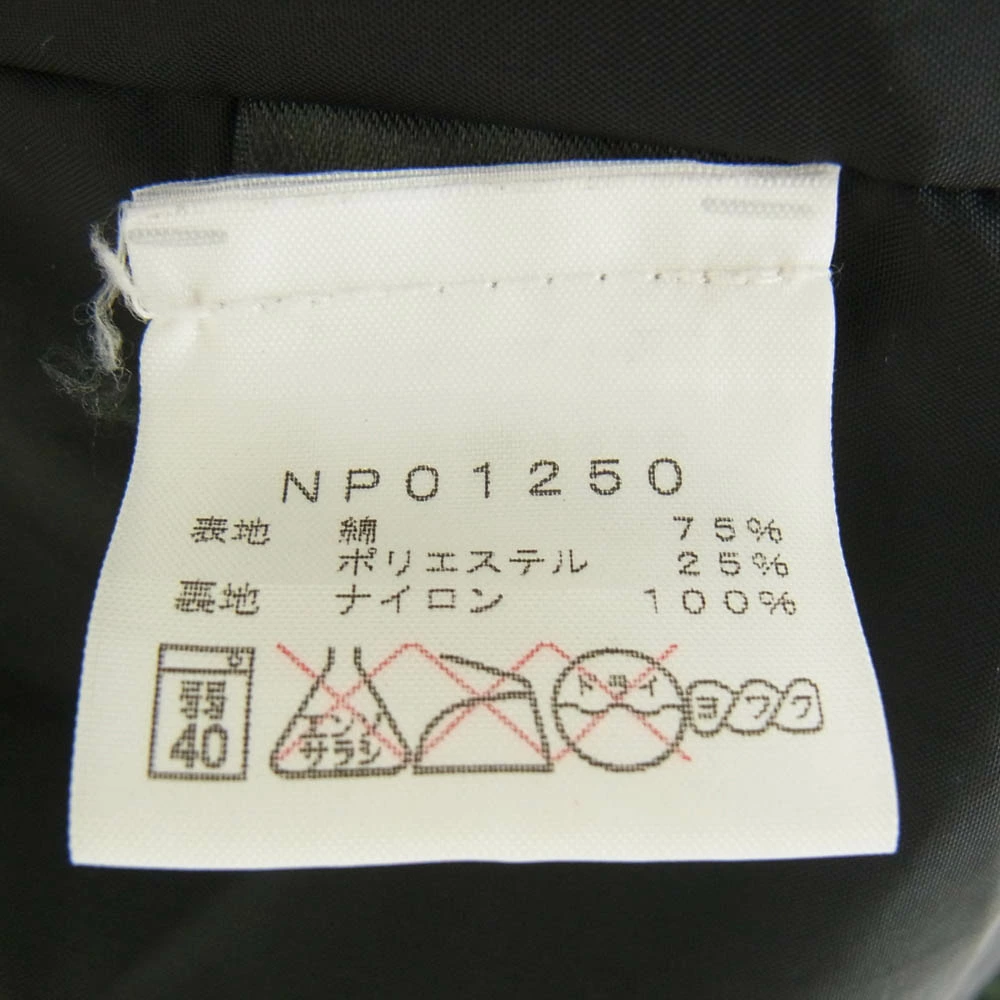 NP01250
表地 綿 75%
ポリエステル 25%
裏地 ナイロン 100%
弱 40 エンソ サラシ ドライ ヨワク